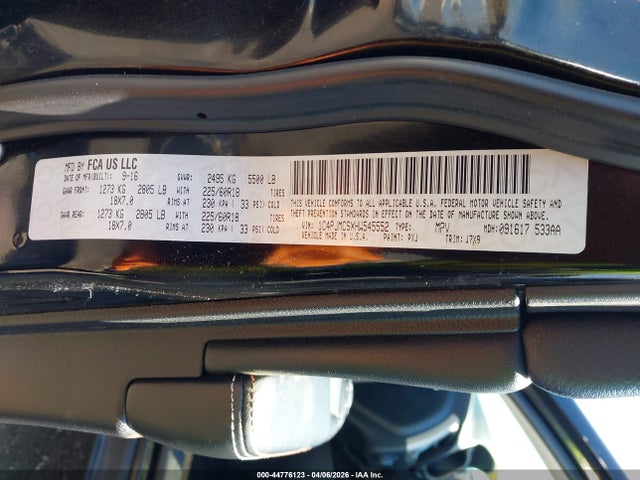 MFD BY FCA US LLC
DATE OF MFR(BUILT): 9-16 GVWR: 2495 KG 5500 LB
GAWR FRONT: 1273 KG 2805 LB WITH 225/60R18 TIRES
18X7.0 RIMS AT 230 KPA ( 33 PSI) COLD
GAWR REAR: 1273 KG 2805 LB WITH 225/60R18 TIRES
18X7.0 RIMS AT 230 KPA ( 33 PSI) COLD
THIS VEHICLE CONFORMS TO ALL APPLICABLE U.S.A. FEDERAL MOTOR VEHICLE SAFETY,
BUMPER AND THEFT PREVENTION STANDARDS IN EFFECT ON THE DATE OF MANUFACTURE SHOWN ABOVE.
VIN: 1C4PJMCSXHW545552 TYPE: MPV MDH: 091617 533AA
VEHICLE MADE IN U.S.A. PAINT: PXJ TRIM: J7X9
000-44776123 - 04/06/2026 - IAA Inc.